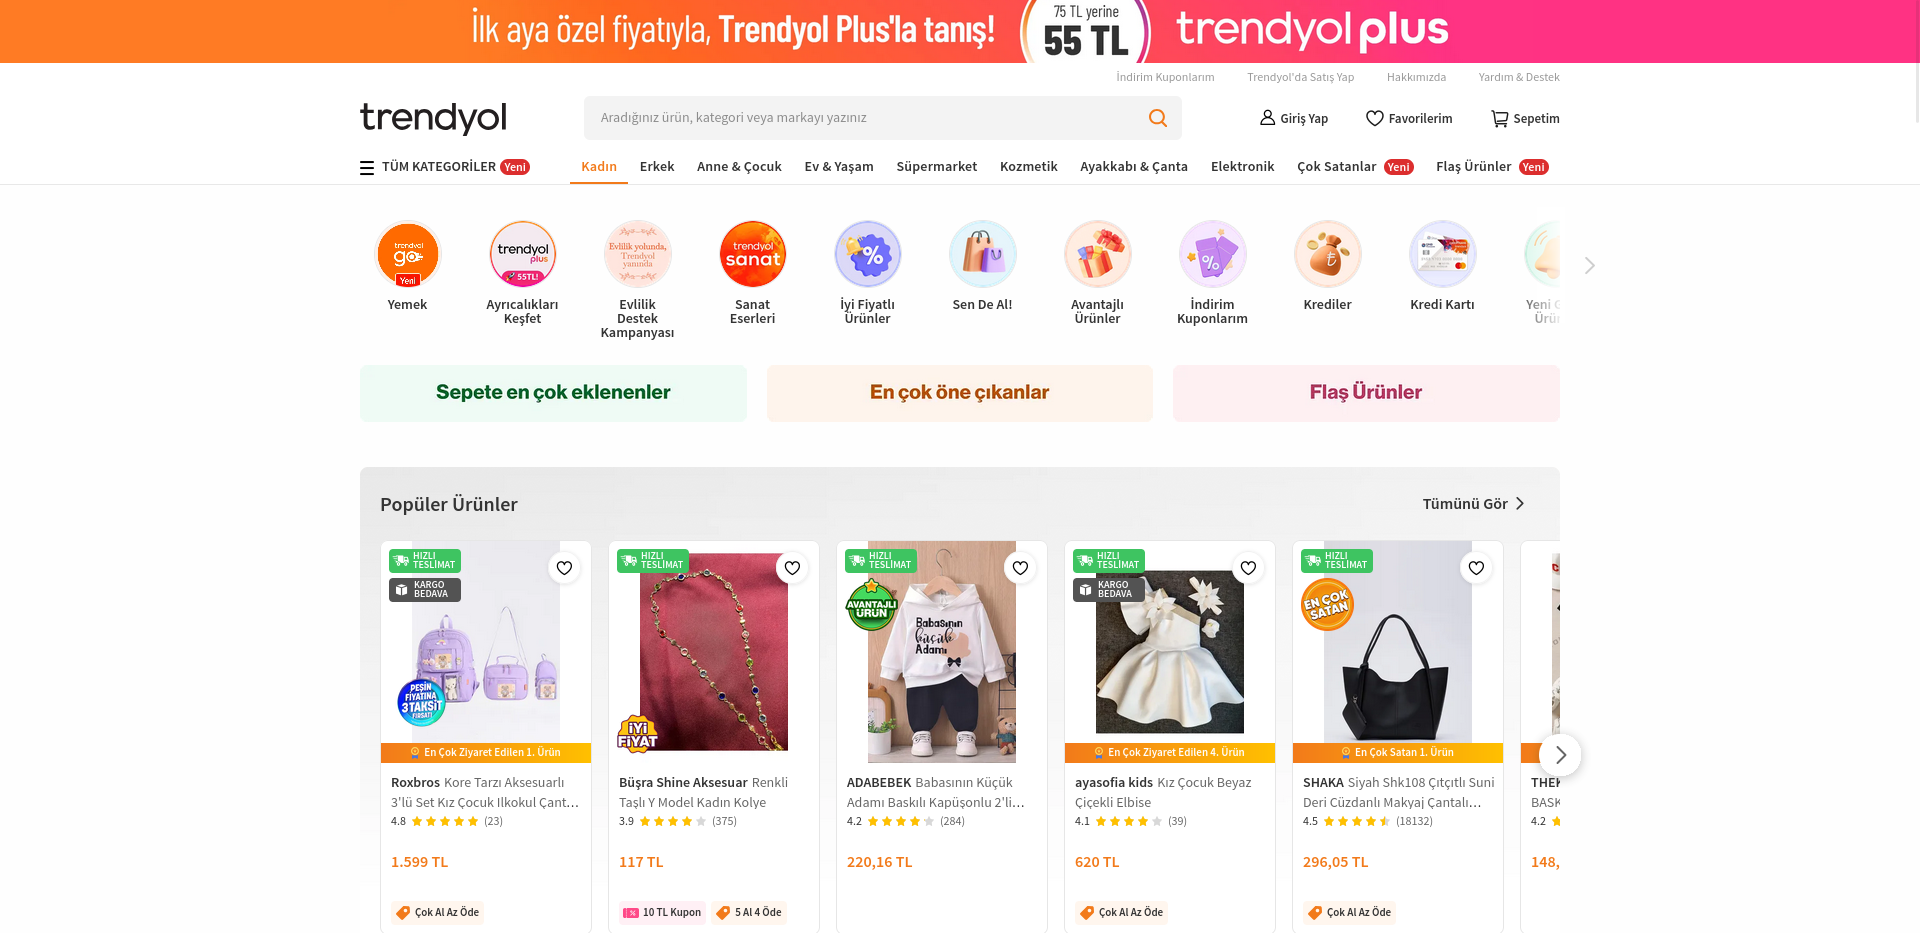 İlk aya özel fiyatıyla, Trendyol Plus'la tanış!
75 TL yerine
55 TL
trendyol plus
İndirim Kuponlarım
Trendyol'da Satış Yap
Hakkımızda
Yardım & Destek
trendyol
Aradığınız ürün, kategori veya markayı yazınız
Giriş Yap
Favorilerim
Sepetim
TÜM KATEGORİLER Yeni
Kadın
Erkek
Anne & Çocuk
Ev & Yaşam
Süpermarket
Kozmetik
Ayakkabı & Çanta
Elektronik
Çok Satanlar Yeni
Flaş Ürünler Yeni
trendyol
go
Yeni
Yemek
trendyol
plus
55TL!
Ayrıcalıkları
Keşfet
Evlilik yolunda,
Trendyol
yanında
Evlilik
Destek
Kampanyası
trendyol
sanat
Sanat
Eserleri
%
İyi Fiyatlı
Ürünler
Sen De Al!
Avantajlı
Ürünler
%
İndirim
Kuponlarım
₺
Krediler
Kredi Kartı
Yeni
Sepete en çok eklenenler
En çok öne çıkanlar
Flaş Ürünler
Popüler Ürünler
Tümünü Gör
HIZLI
TESLİMAT
KARGO
BEDAVA
PEŞİN
FİYATINA
3 TAKSİT
FIRSATI
En Çok Ziyaret Edilen 1. Ürün
Roxbros Kore Tarzı Aksesuarlı
3'lü Set Kız Çocuk Ilkokul Çant...
4.8 (23)
1.599 TL
Çok Al Az Öde
HIZLI
TESLİMAT
İYİ
FİYAT
Büşra Shine Aksesuar Renkli
Taşlı Y Model Kadın Kolye
3.9 (375)
117 TL
10 TL Kupon
5 Al 4 Öde
HIZLI
TESLİMAT
AVANTAJLI
ÜRÜN
Babasının
küçük
Adamı
ADABEBEK Babasının Küçük
Adamı Baskılı Kapüşonlu 2'li...
4.2 (284)
220,16 TL
HIZLI
TESLİMAT
KARGO
BEDAVA
En Çok Ziyaret Edilen 4. Ürün
ayasofia kids Kız Çocuk Beyaz
Çiçekli Elbise
4.1 (39)
620 TL
Çok Al Az Öde
HIZLI
TESLİMAT
EN ÇOK
SATAN
En Çok Satan 1. Ürün
SHAKA Siyah Shk108 Çıtçıtlı Suni
Deri Cüzdanlı Makyaj Çantalı...
4.5 (18132)
296,05 TL
Çok Al Az Öde
BASK
4.2
148,